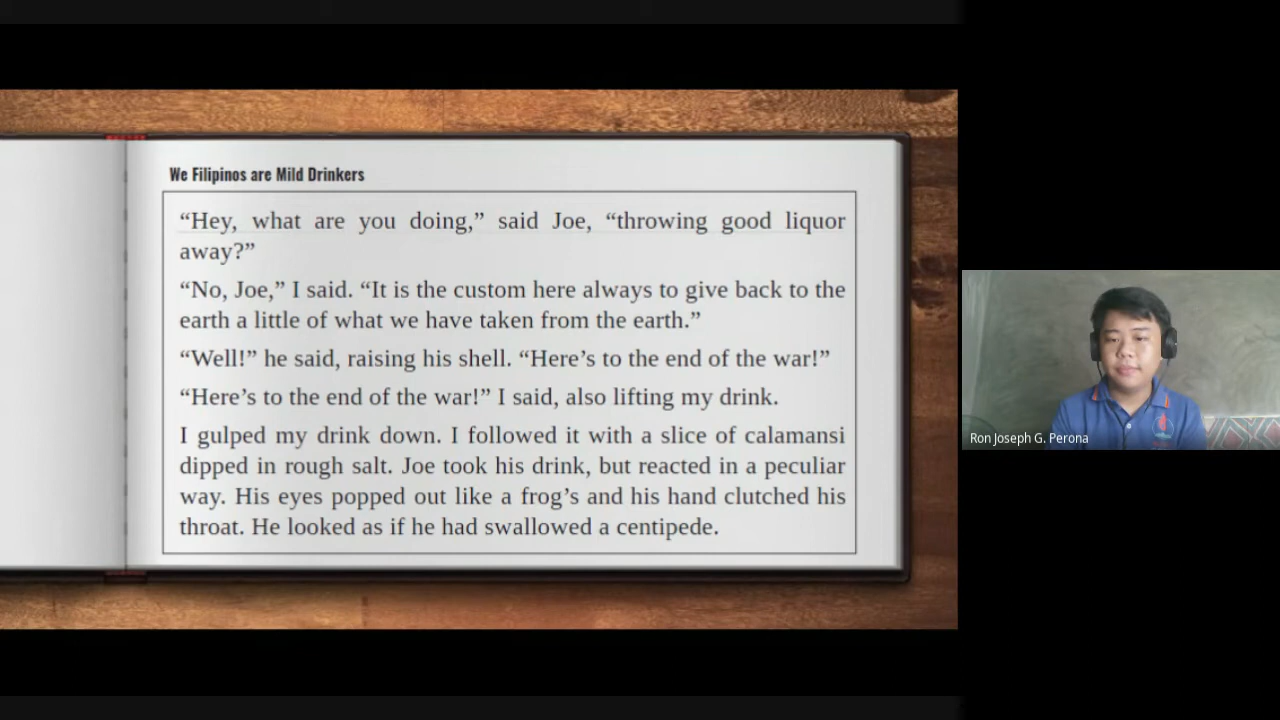 We Filipinos are Mild Drinkers
“Hey, what are you doing,” said Joe, “throwing good liquor
away?”
“No, Joe,” I said. “It is the custom here always to give back to the
earth a little of what we have taken from the earth.”
“Well!” he said, raising his shell. “Here’s to the end of the war!”
“Here’s to the end of the war!” I said, also lifting my drink.
I gulped my drink down. I followed it with a slice of calamansi
dipped in rough salt. Joe took his drink, but reacted in a peculiar
way. His eyes popped out like a frog’s and his hand clutched his
throat. He looked as if he had swallowed a centipede.
Ron Joseph G. Perona